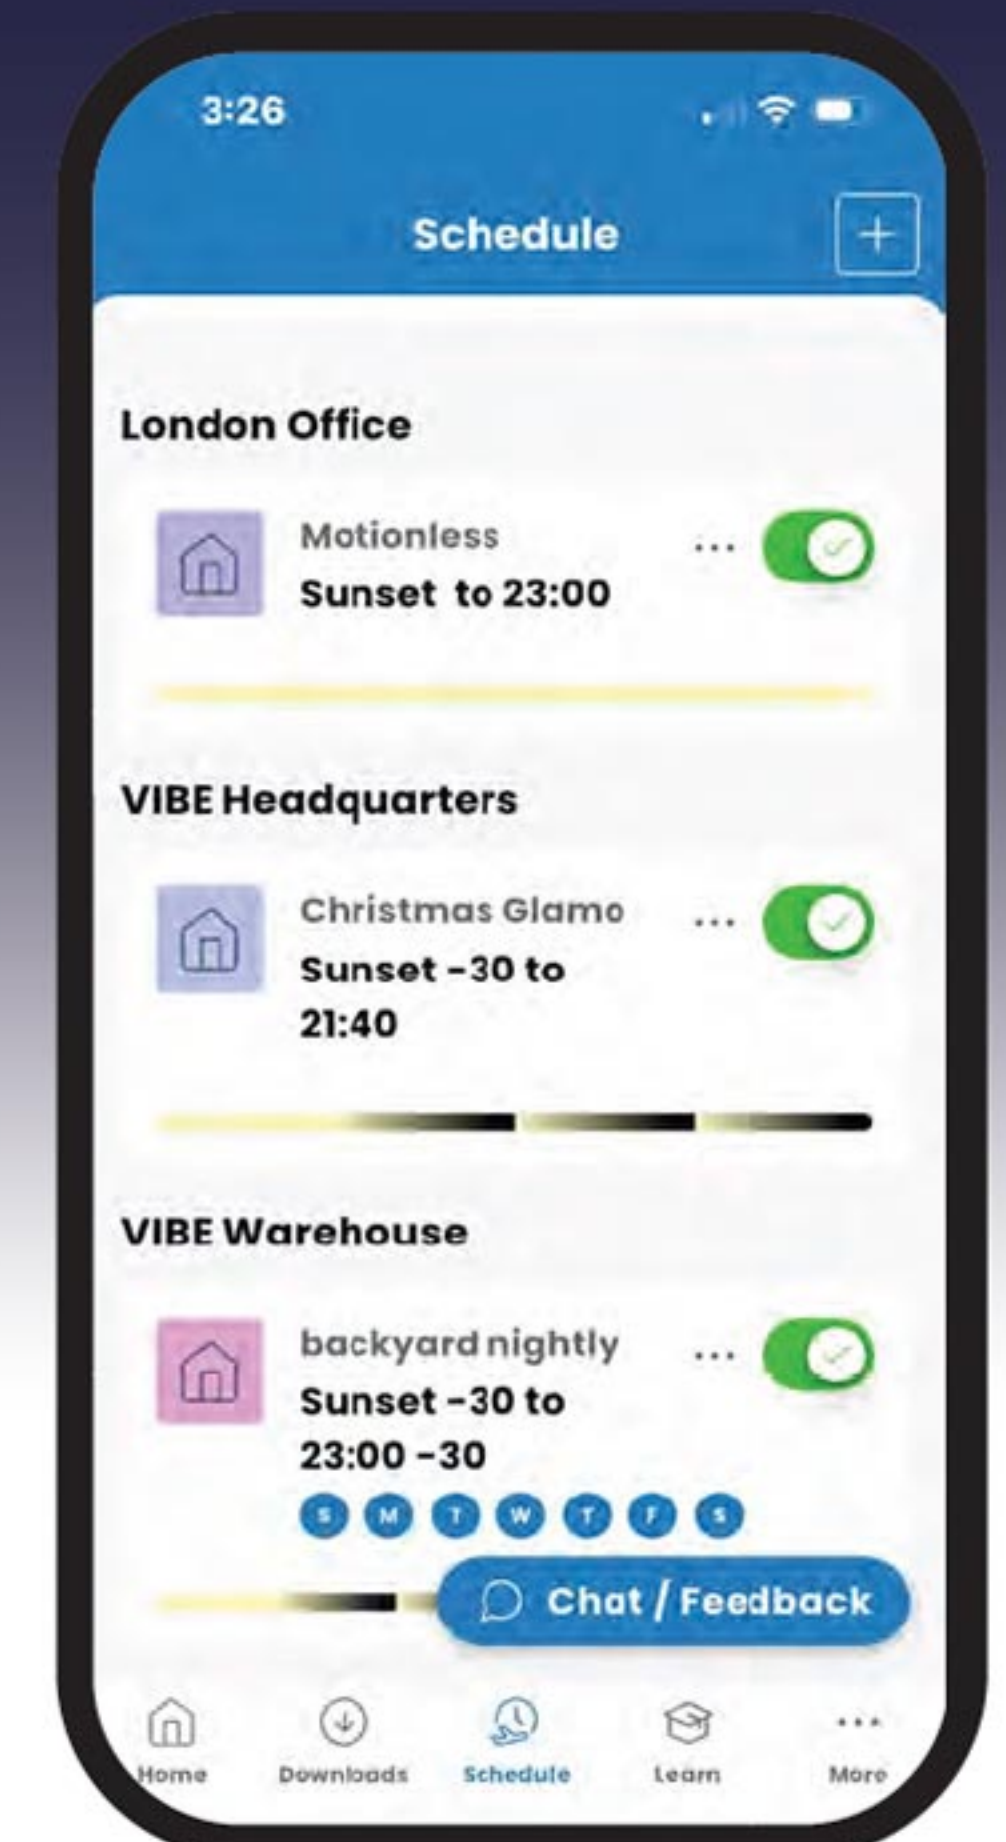 3:26
Schedule
London Office
Motionless
Sunset to 23:00
VIBE Headquarters
Christmas Glamo
Sunset -30 to
21:40
VIBE Warehouse
backyard nightly
Sunset -30 to
23:00 -30
S M T W T F S
Chat / Feedback
Home Downloads Schedule Learn More